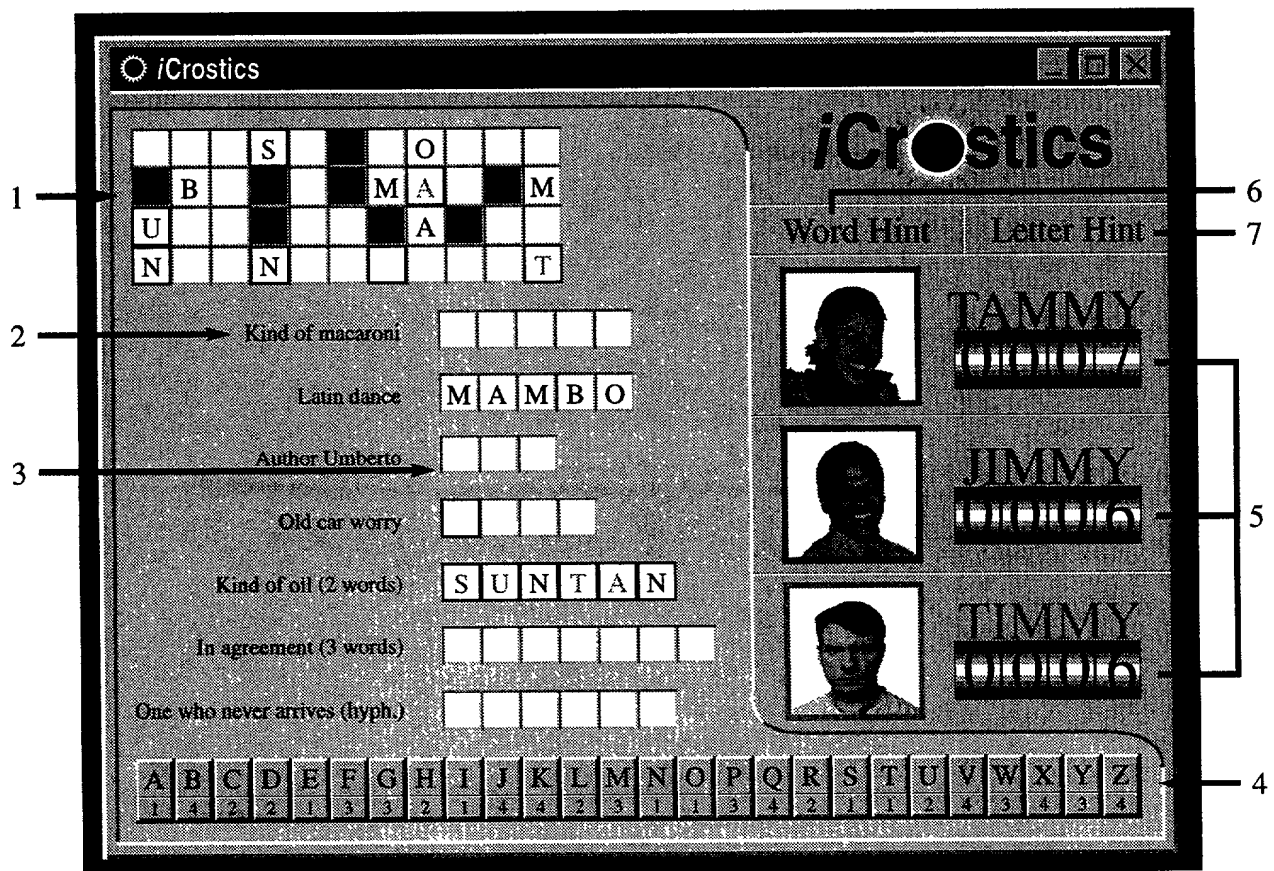 iCrostics
iCrostics
S O
B M A M
U A
N N T
1
6
Word Hint Letter Hint
7
TAMMY
0007
2
Kind of macaroni
Latin dance M A M B O
Author Umberto
3
JIMMY
0006
5
Old car worry
Kind of oil (2 words) S U N T A N
TIMMY
0006
In agreement (3 words)
One who never arrives (hyph.)
A B C D E F G H I J K L M N O P Q R S T U V W X Y Z
1 4 2 2 1 3 3 2 1 4 4 2 3 1 1 3 4 2 1 1 2 4 3 4 3 4
4